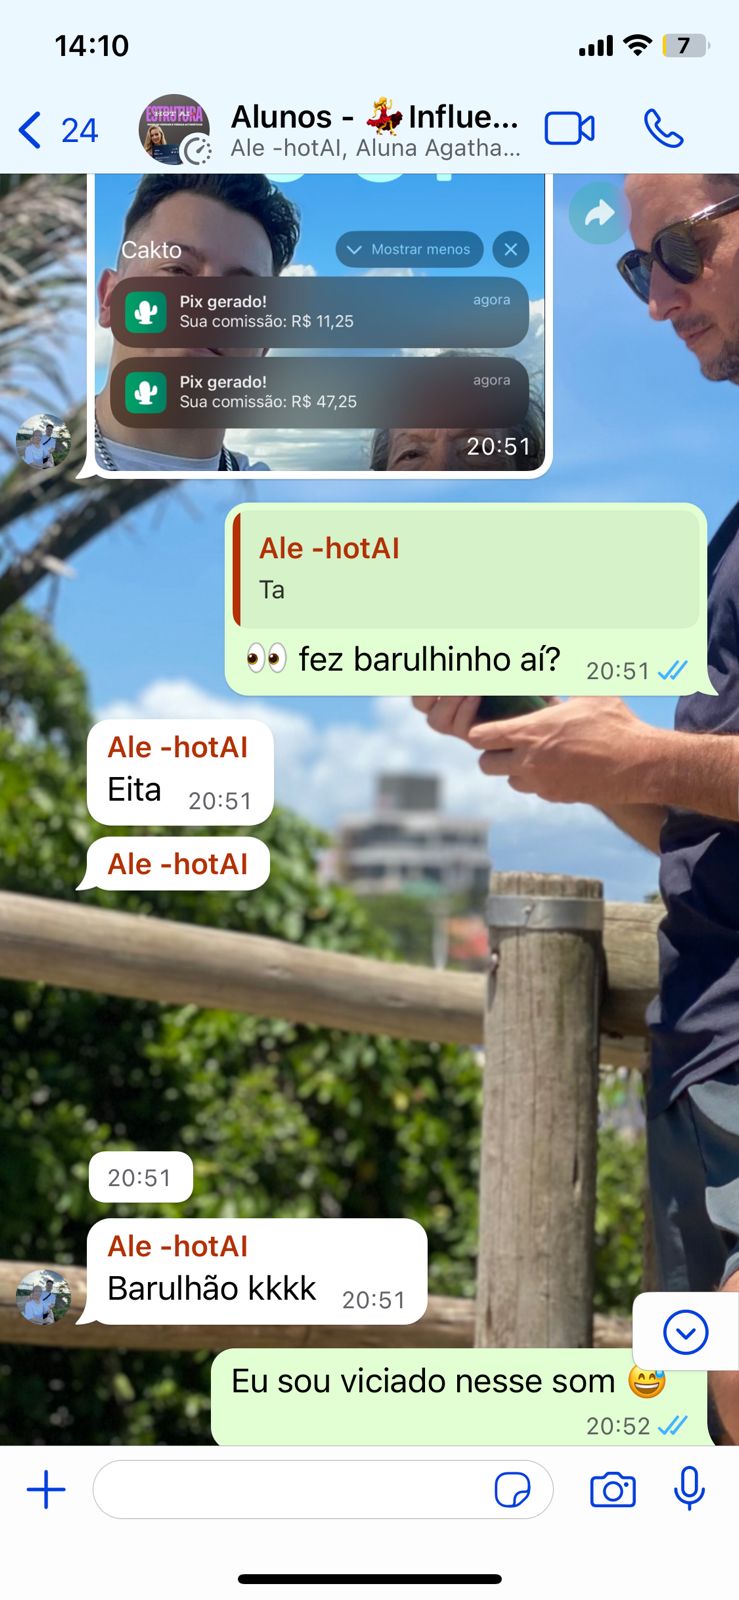 14:10
7
24
ESTRUTURA
HOT AI
Alunos - 💃Influe...
Ale -hotAI, Aluna Agatha...
Cakto
Mostrar menos
Pix gerado!
agora
Sua comissão: R$ 11,25
Pix gerado!
agora
Sua comissão: R$ 47,25
20:51
Ale -hotAI
Ta
👀 fez barulhinho aí? 20:51
Ale -hotAI
Eita 20:51
Ale -hotAI
20:51
Ale -hotAI
Barulhão kkkk 20:51
Eu sou viciado nesse som 😅
20:52